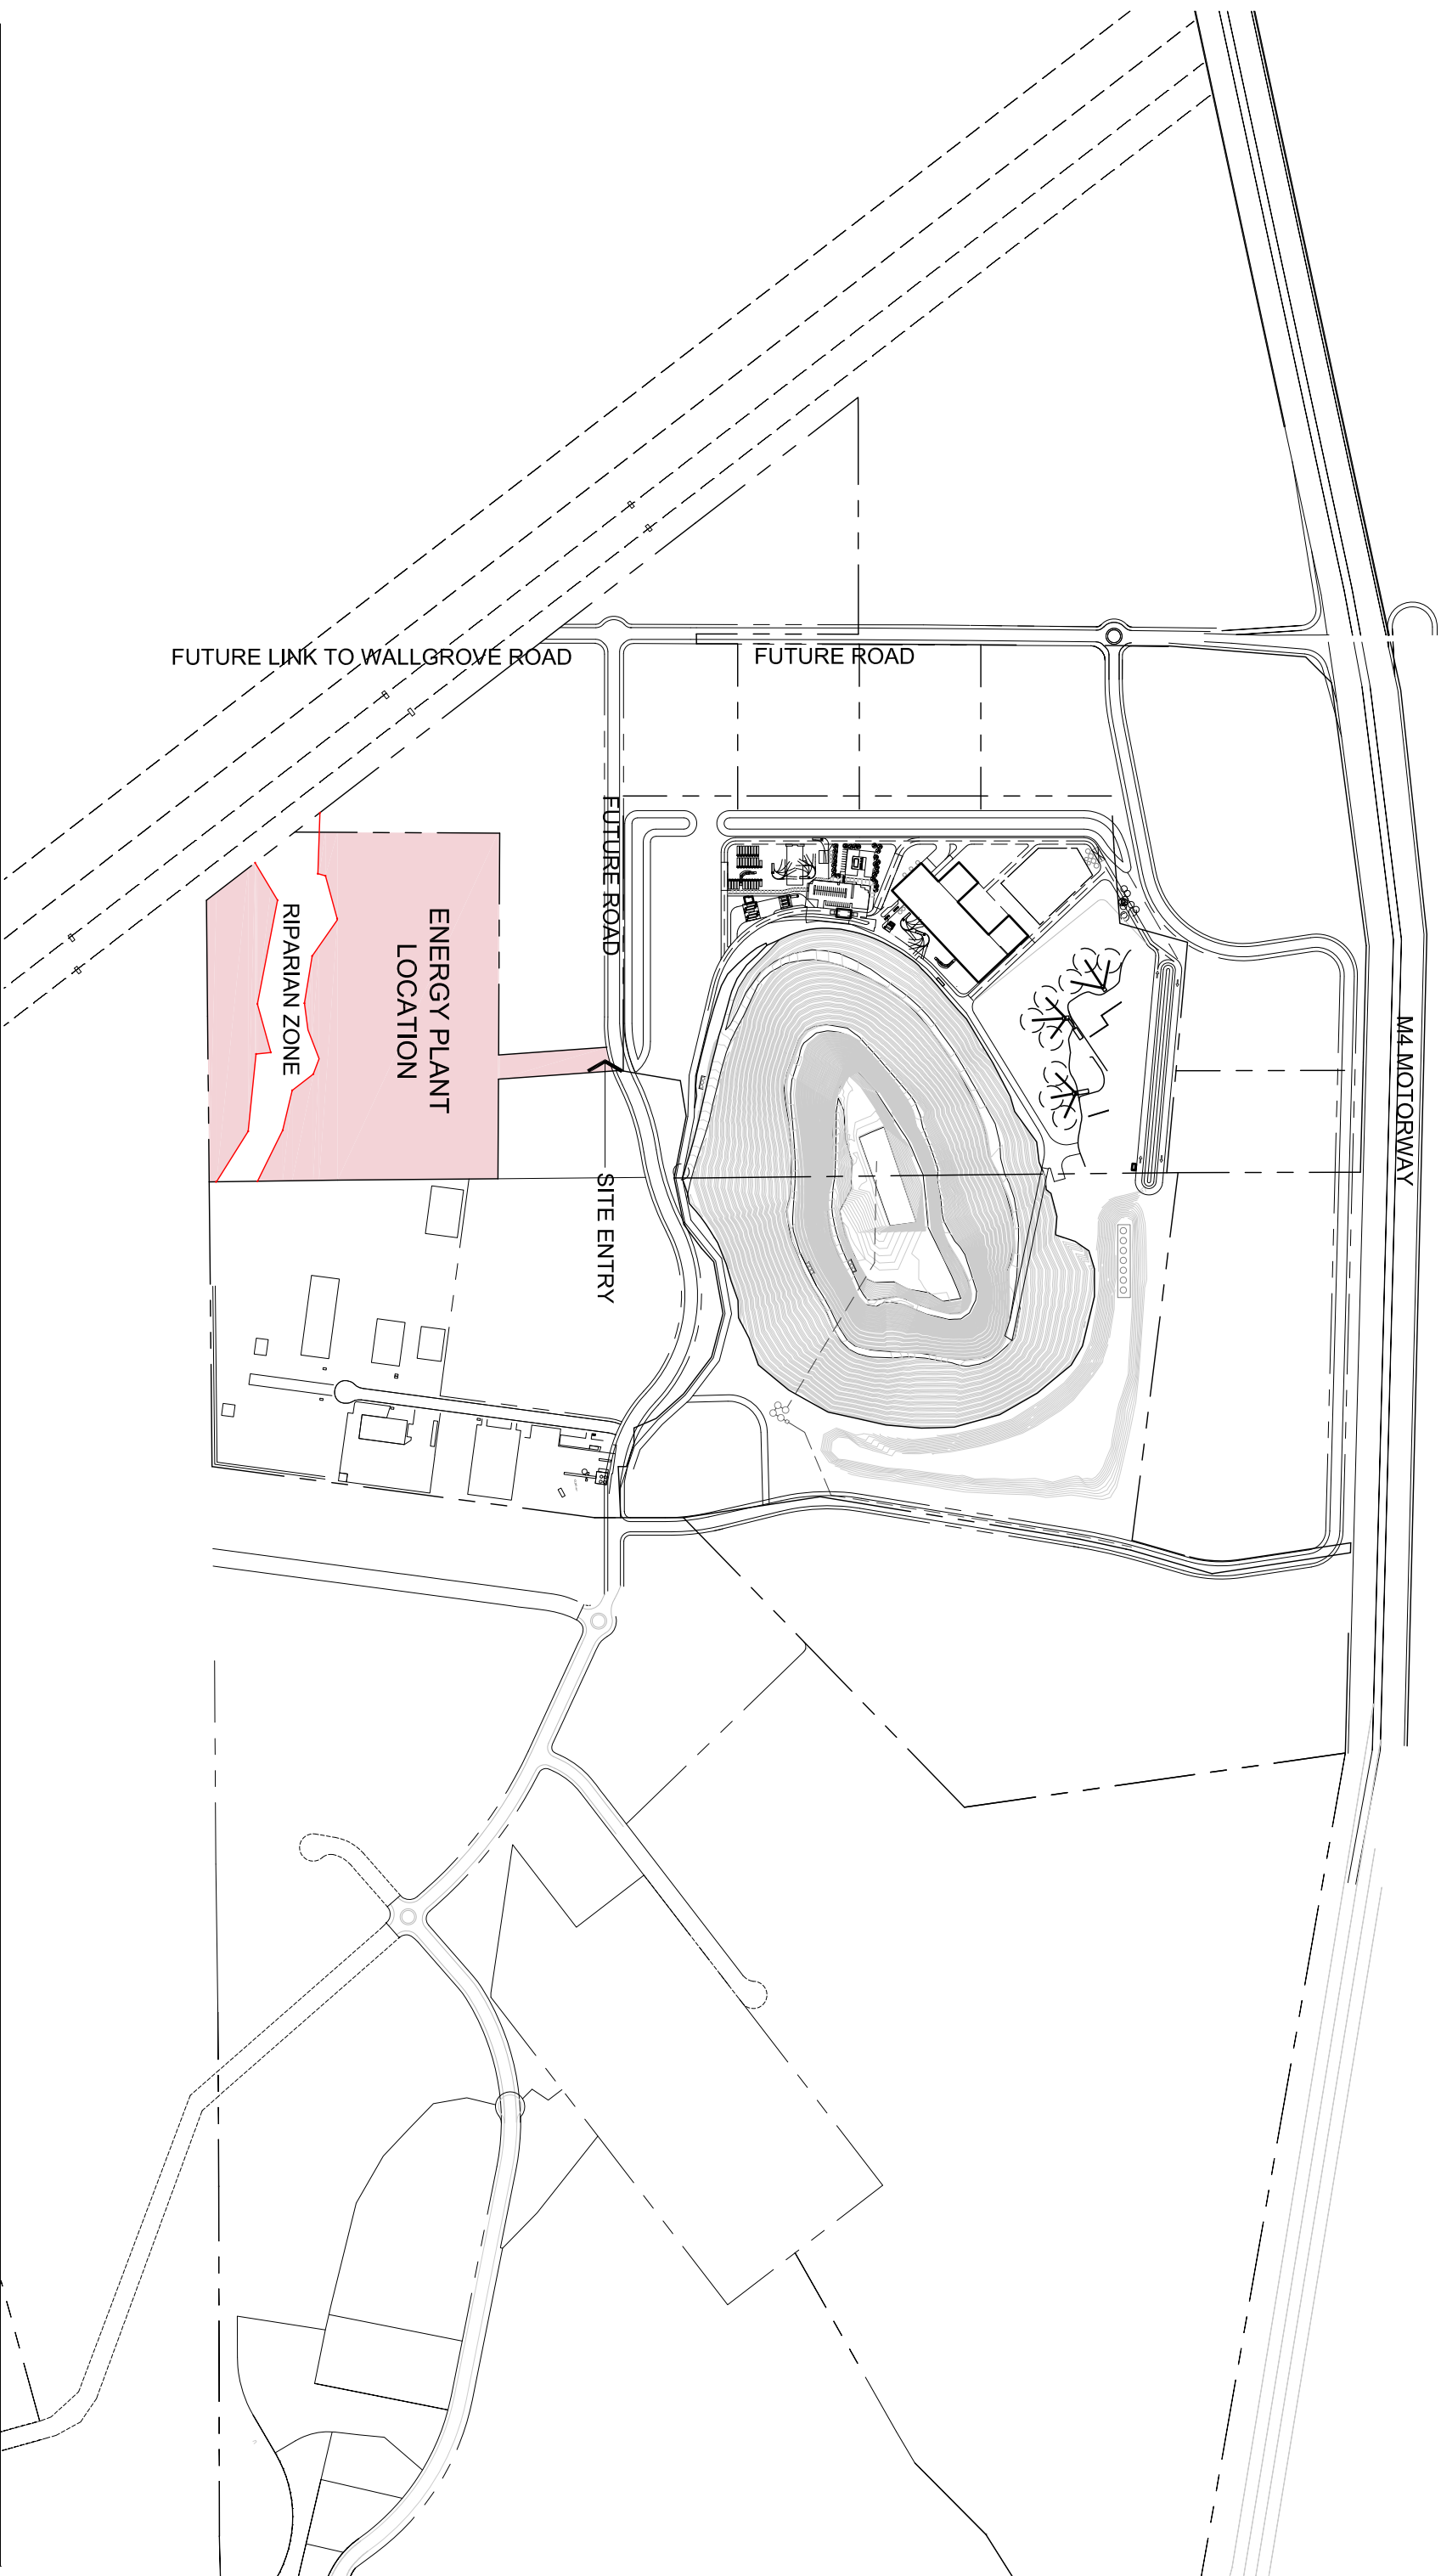 FUTURE LINK TO WALLGROVE ROAD
FUTURE ROAD
FUTURE ROAD
ENERGY PLANT
LOCATION
RIPARIAN ZONE
SITE ENTRY
M4 MOTORWAY